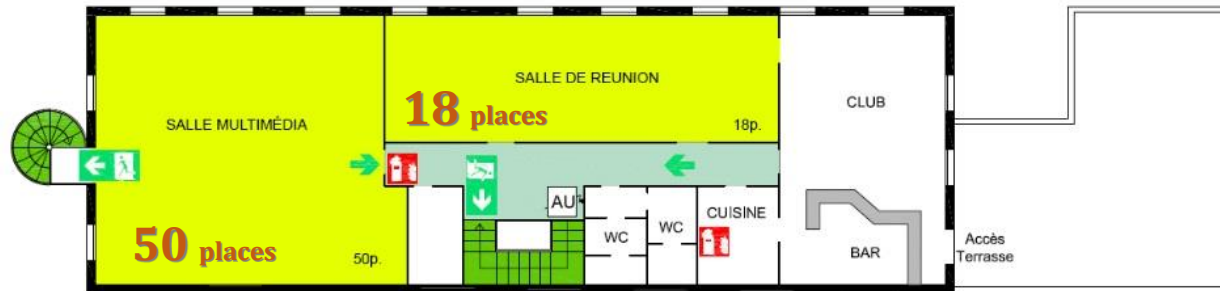 SALLE MULTIMÉDIA
50 places
50p.
SALLE DE REUNION
18 places
18p.
AU
WC
WC
CUISINE
CLUB
BAR
Accès
Terrasse